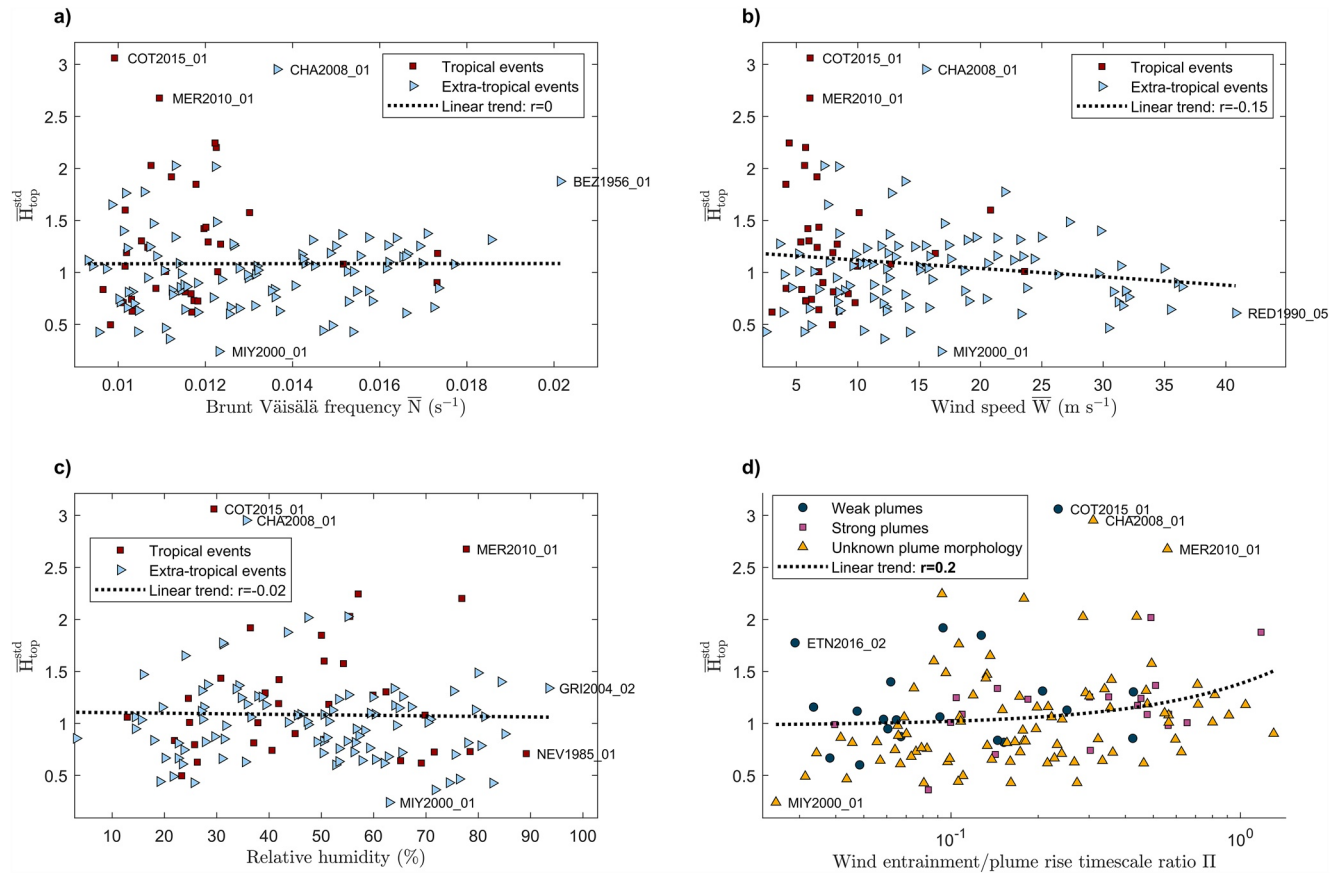 a)
H̅ᵗᵒᵖ std
3
2.5
2
1.5
1
0.5
COT2015_01
CHA2008_01
MER2010_01
BEZ1956_01
MIY2000_01
Tropical events
Extra-tropical events
Linear trend: r=0
0.01 0.012 0.014 0.016 0.018 0.02
Brunt Väisälä frequency N̅ (s⁻¹)
b)
H̅ᵗᵒᵖ std
3
2.5
2
1.5
1
0.5
COT2015_01
CHA2008_01
MER2010_01
RED1990_05
MIY2000_01
Tropical events
Extra-tropical events
Linear trend: r=-0.15
5 10 15 20 25 30 35 40
Wind speed W̅ (m s⁻¹)
c)
H̅ᵗᵒᵖ std
3
2.5
2
1.5
1
0.5
COT2015_01
CHA2008_01
MER2010_01
Tropical events
Extra-tropical events
Linear trend: r=-0.02
GRI2004_02
NEV1985_01
MIY2000_01
10 20 30 40 50 60 70 80 90 100
Relative humidity (%)
d)
H̅ᵗᵒᵖ std
3
2.5
2
1.5
1
0.5
Weak plumes
Strong plumes
Unknown plume morphology
Linear trend: r=0.2
COT2015_01
CHA2008_01
MER2010_01
ETN2016_02
MIY2000_01
10⁻¹ 10⁰
Wind entrainment/plume rise timescale ratio Π